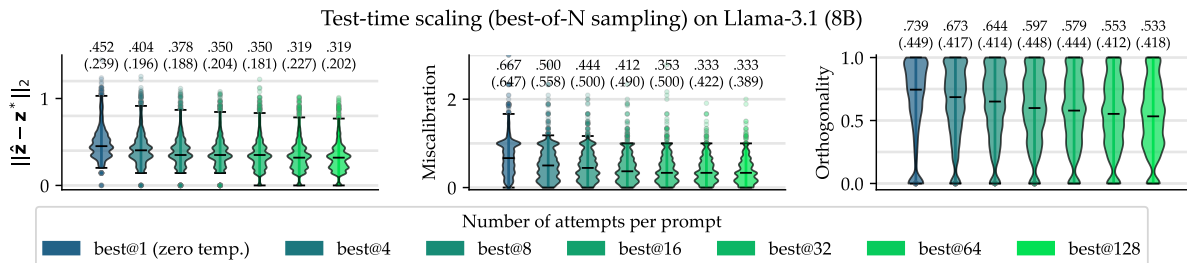 Test-time scaling (best-of-N sampling) on Llama-3.1 (8B)
.452 .404 .378 .350 .350 .319 .319
(.239) (.196) (.188) (.204) (.181) (.227) (.202)
||ẑ − z*||₂
1
0
.667 .500 .444 .412 .353 .333 .333
(.647) (.558) (.500) (.490) (.500) (.422) (.389)
Miscalibration
2
0
.739 .673 .644 .597 .579 .553 .533
(.449) (.417) (.414) (.448) (.444) (.412) (.418)
Orthogonality
1.0
0.5
0.0
Number of attempts per prompt
best@1 (zero temp.) best@4 best@8 best@16 best@32 best@64 best@128